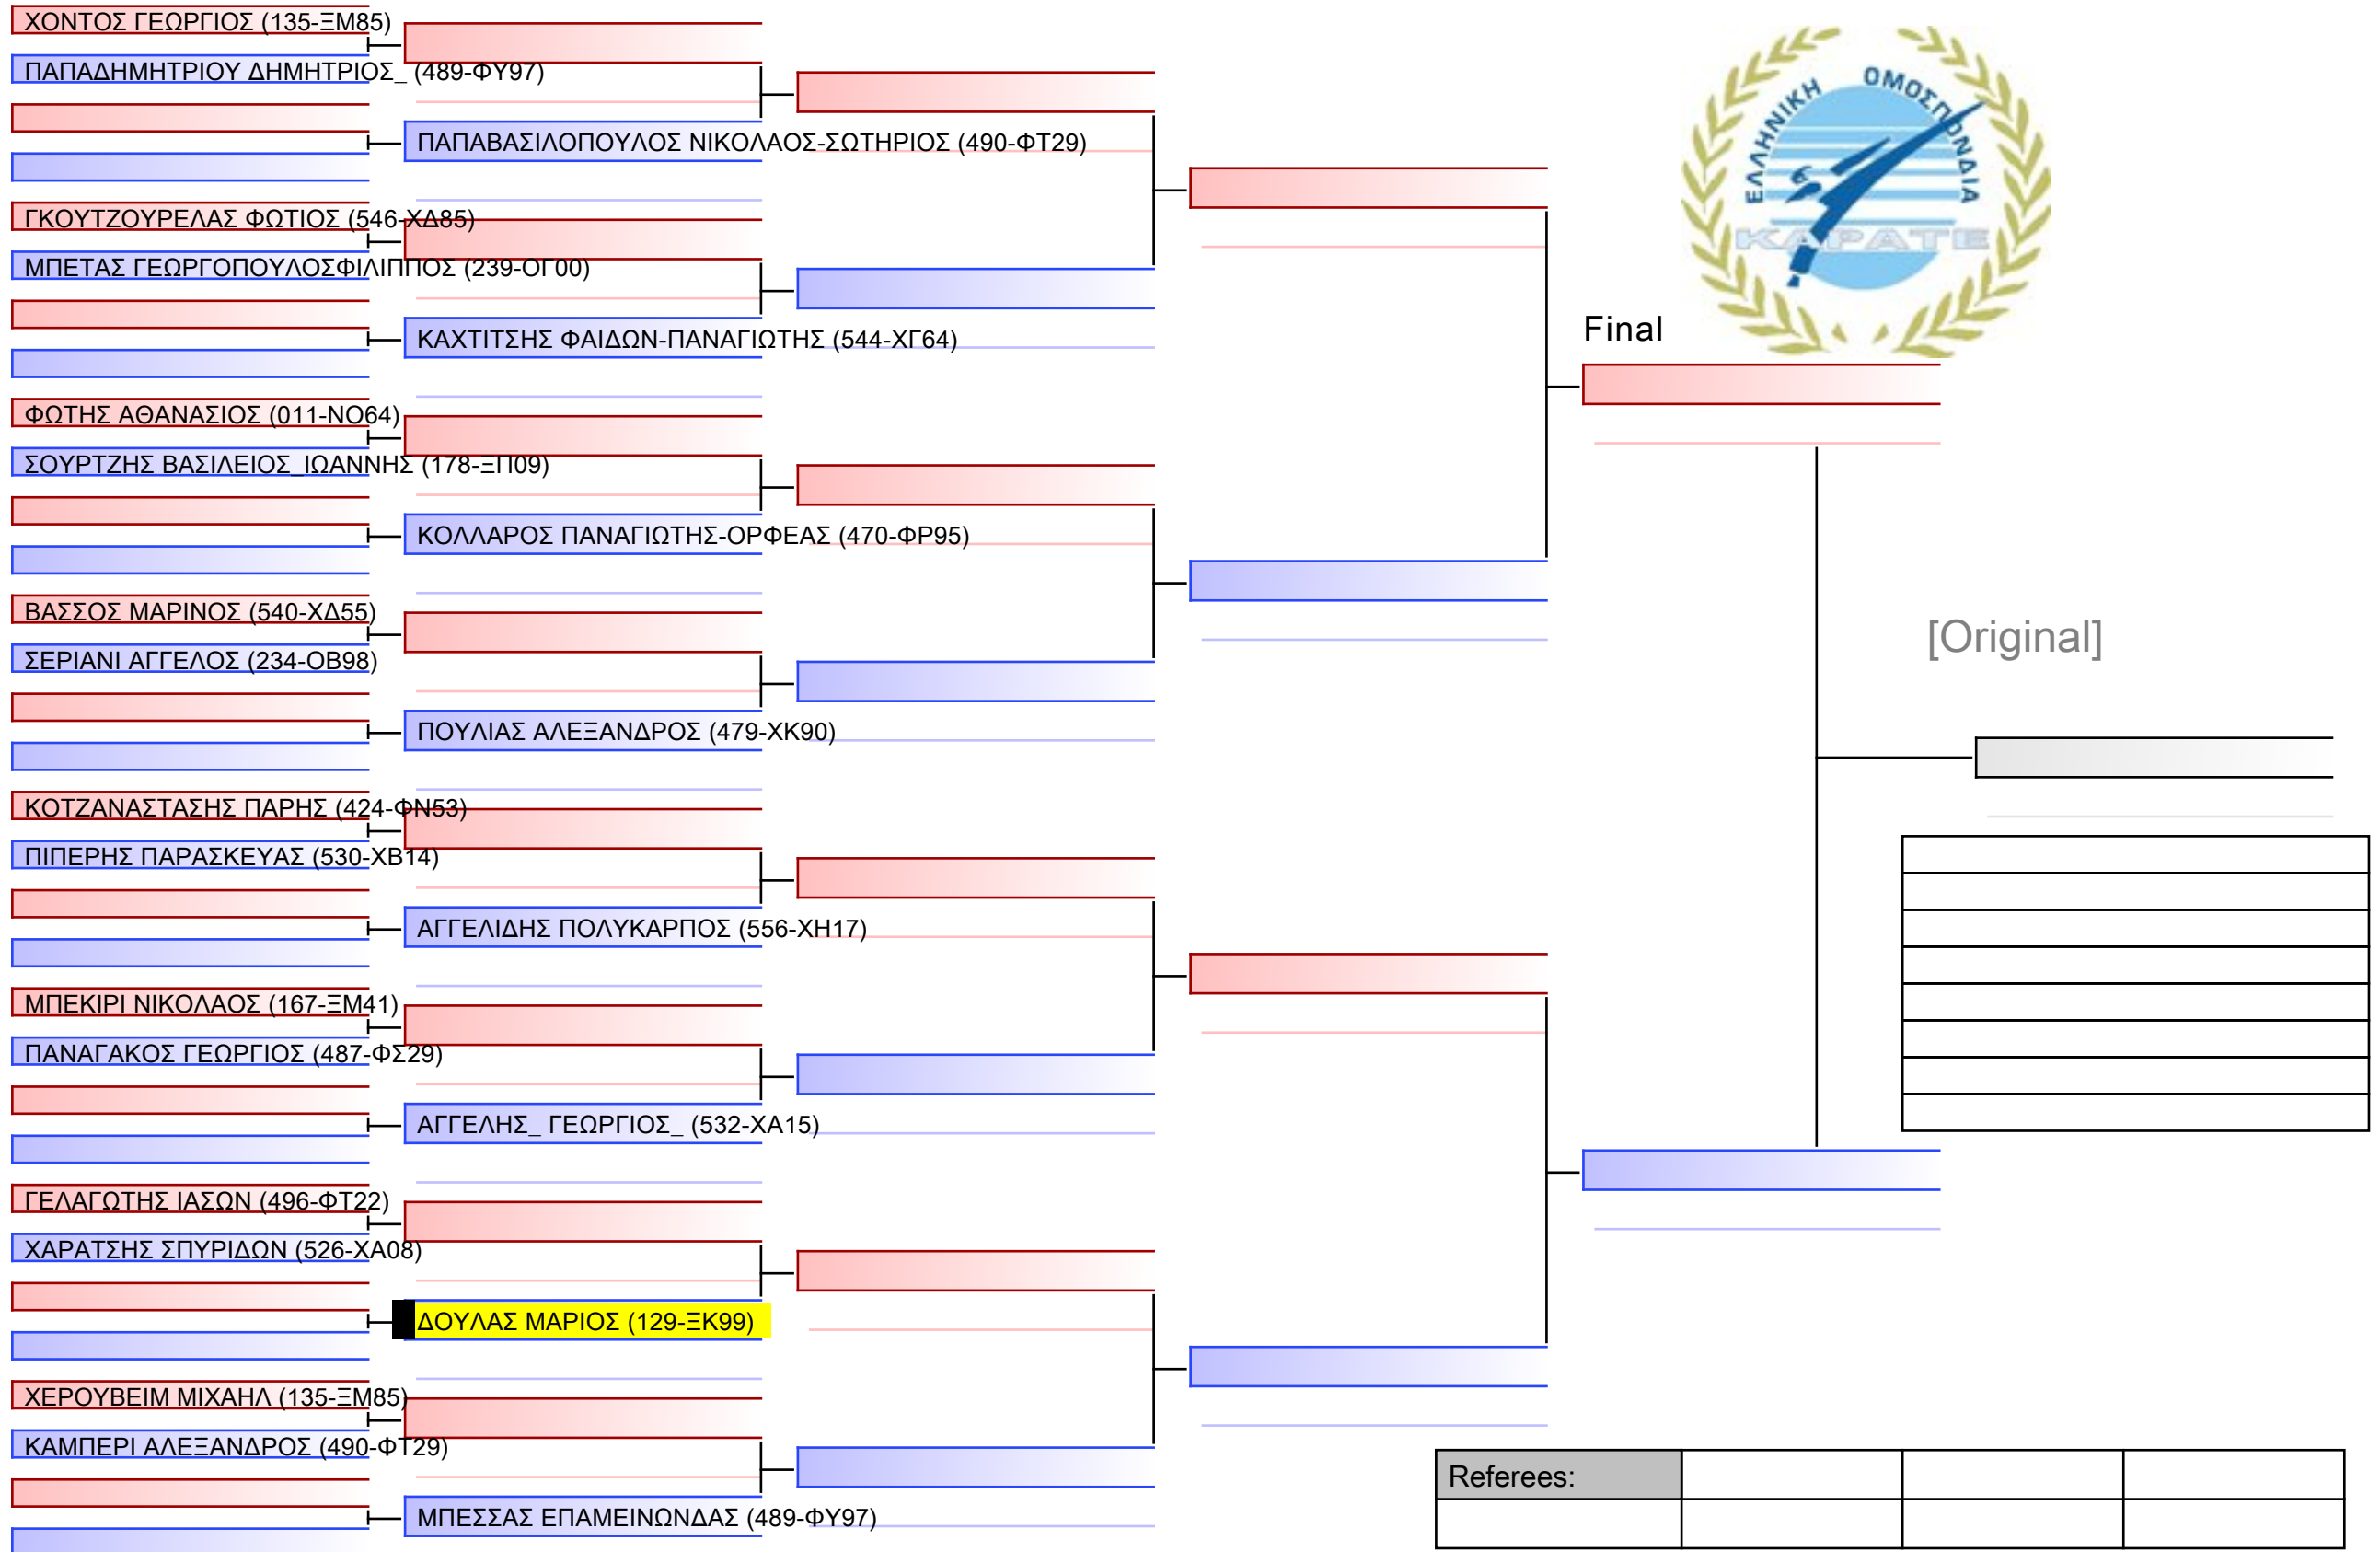 ΧΟΝΤΟΣ ΓΕΩΡΓΙΟΣ (135-ΞΜ85)
ΠΑΠΑΔΗΜΗΤΡΙΟΥ ΔΗΜΗΤΡΙΟΣ_ (489-ΦΥ97)
ΠΑΠΑΒΑΣΙΛΟΠΟΥΛΟΣ ΝΙΚΟΛΑΟΣ-ΣΩΤΗΡΙΟΣ (490-ΦΤ29)
ΓΚΟΥΤΖΟΥΡΕΛΑΣ ΦΩΤΙΟΣ (546-ΧΔ85)
ΜΠΕΤΑΣ ΓΕΩΡΓΟΠΟΥΛΟΣΦΙΛΙΠΠΟΣ (239-ΟΓ00)
ΚΑΧΤΙΤΣΗΣ ΦΑΙΔΩΝ-ΠΑΝΑΓΙΩΤΗΣ (544-ΧΓ64)
ΦΩΤΗΣ ΑΘΑΝΑΣΙΟΣ (011-ΝΟ64)
ΣΟΥΡΤΖΗΣ ΒΑΣΙΛΕΙΟΣ_ΙΩΑΝΝΗΣ (178-ΞΠ09)
ΚΟΛΛΑΡΟΣ ΠΑΝΑΓΙΩΤΗΣ-ΟΡΦΕΑΣ (470-ΦΡ95)
ΒΑΣΣΟΣ ΜΑΡΙΝΟΣ (540-ΧΔ55)
ΣΕΡΙΑΝΙ ΑΓΓΕΛΟΣ (234-ΟΒ98)
ΠΟΥΛΙΑΣ ΑΛΕΞΑΝΔΡΟΣ (479-ΧΚ90)
ΚΟΤΖΑΝΑΣΤΑΣΗΣ ΠΑΡΗΣ (424-ΦΝ53)
ΠΙΠΕΡΗΣ ΠΑΡΑΣΚΕΥΑΣ (530-ΧΒ14)
ΑΓΓΕΛΙΔΗΣ ΠΟΛΥΚΑΡΠΟΣ (556-ΧΗ17)
ΜΠΕΚΙΡΙ ΝΙΚΟΛΑΟΣ (167-ΞΜ41)
ΠΑΝΑΓΑΚΟΣ ΓΕΩΡΓΙΟΣ (487-ΦΣ29)
ΑΓΓΕΛΗΣ_ ΓΕΩΡΓΙΟΣ_ (532-ΧΑ15)
ΓΕΛΑΓΩΤΗΣ ΙΑΣΩΝ (496-ΦΤ22)
ΧΑΡΑΤΣΗΣ ΣΠΥΡΙΔΩΝ (526-ΧΑ08)
ΔΟΥΛΑΣ ΜΑΡΙΟΣ (129-ΞΚ99)
ΧΕΡΟΥΒΕΙΜ ΜΙΧΑΗΛ (135-ΞΜ85)
ΚΑΜΠΕΡΙ ΑΛΕΞΑΝΔΡΟΣ (490-ΦΤ29)
ΜΠΕΣΣΑΣ ΕΠΑΜΕΙΝΩΝΔΑΣ (489-ΦΥ97)
ΕΛΛΗΝΙΚΗ ΟΜΟΣΠΟΝΔΙΑ
ΚΑΡΑΤΕ
Final
[Original]
Referees: